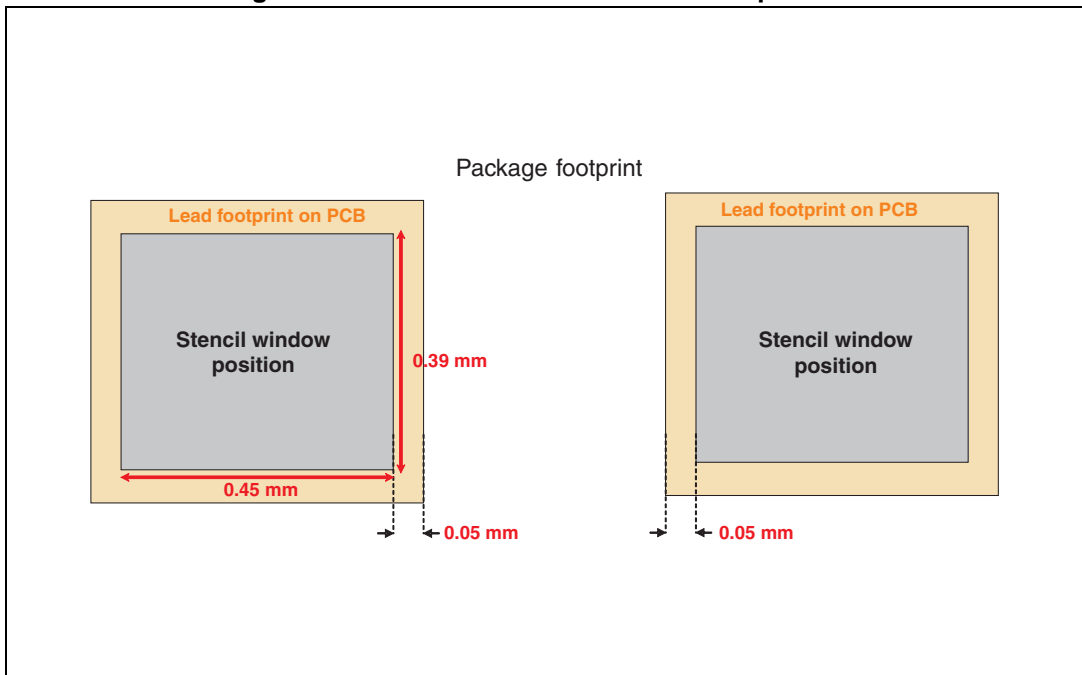 Package footprint
Lead footprint on PCB
Lead footprint on PCB
Stencil window
position
Stencil window
position
0.39 mm
0.45 mm
0.05 mm
0.05 mm